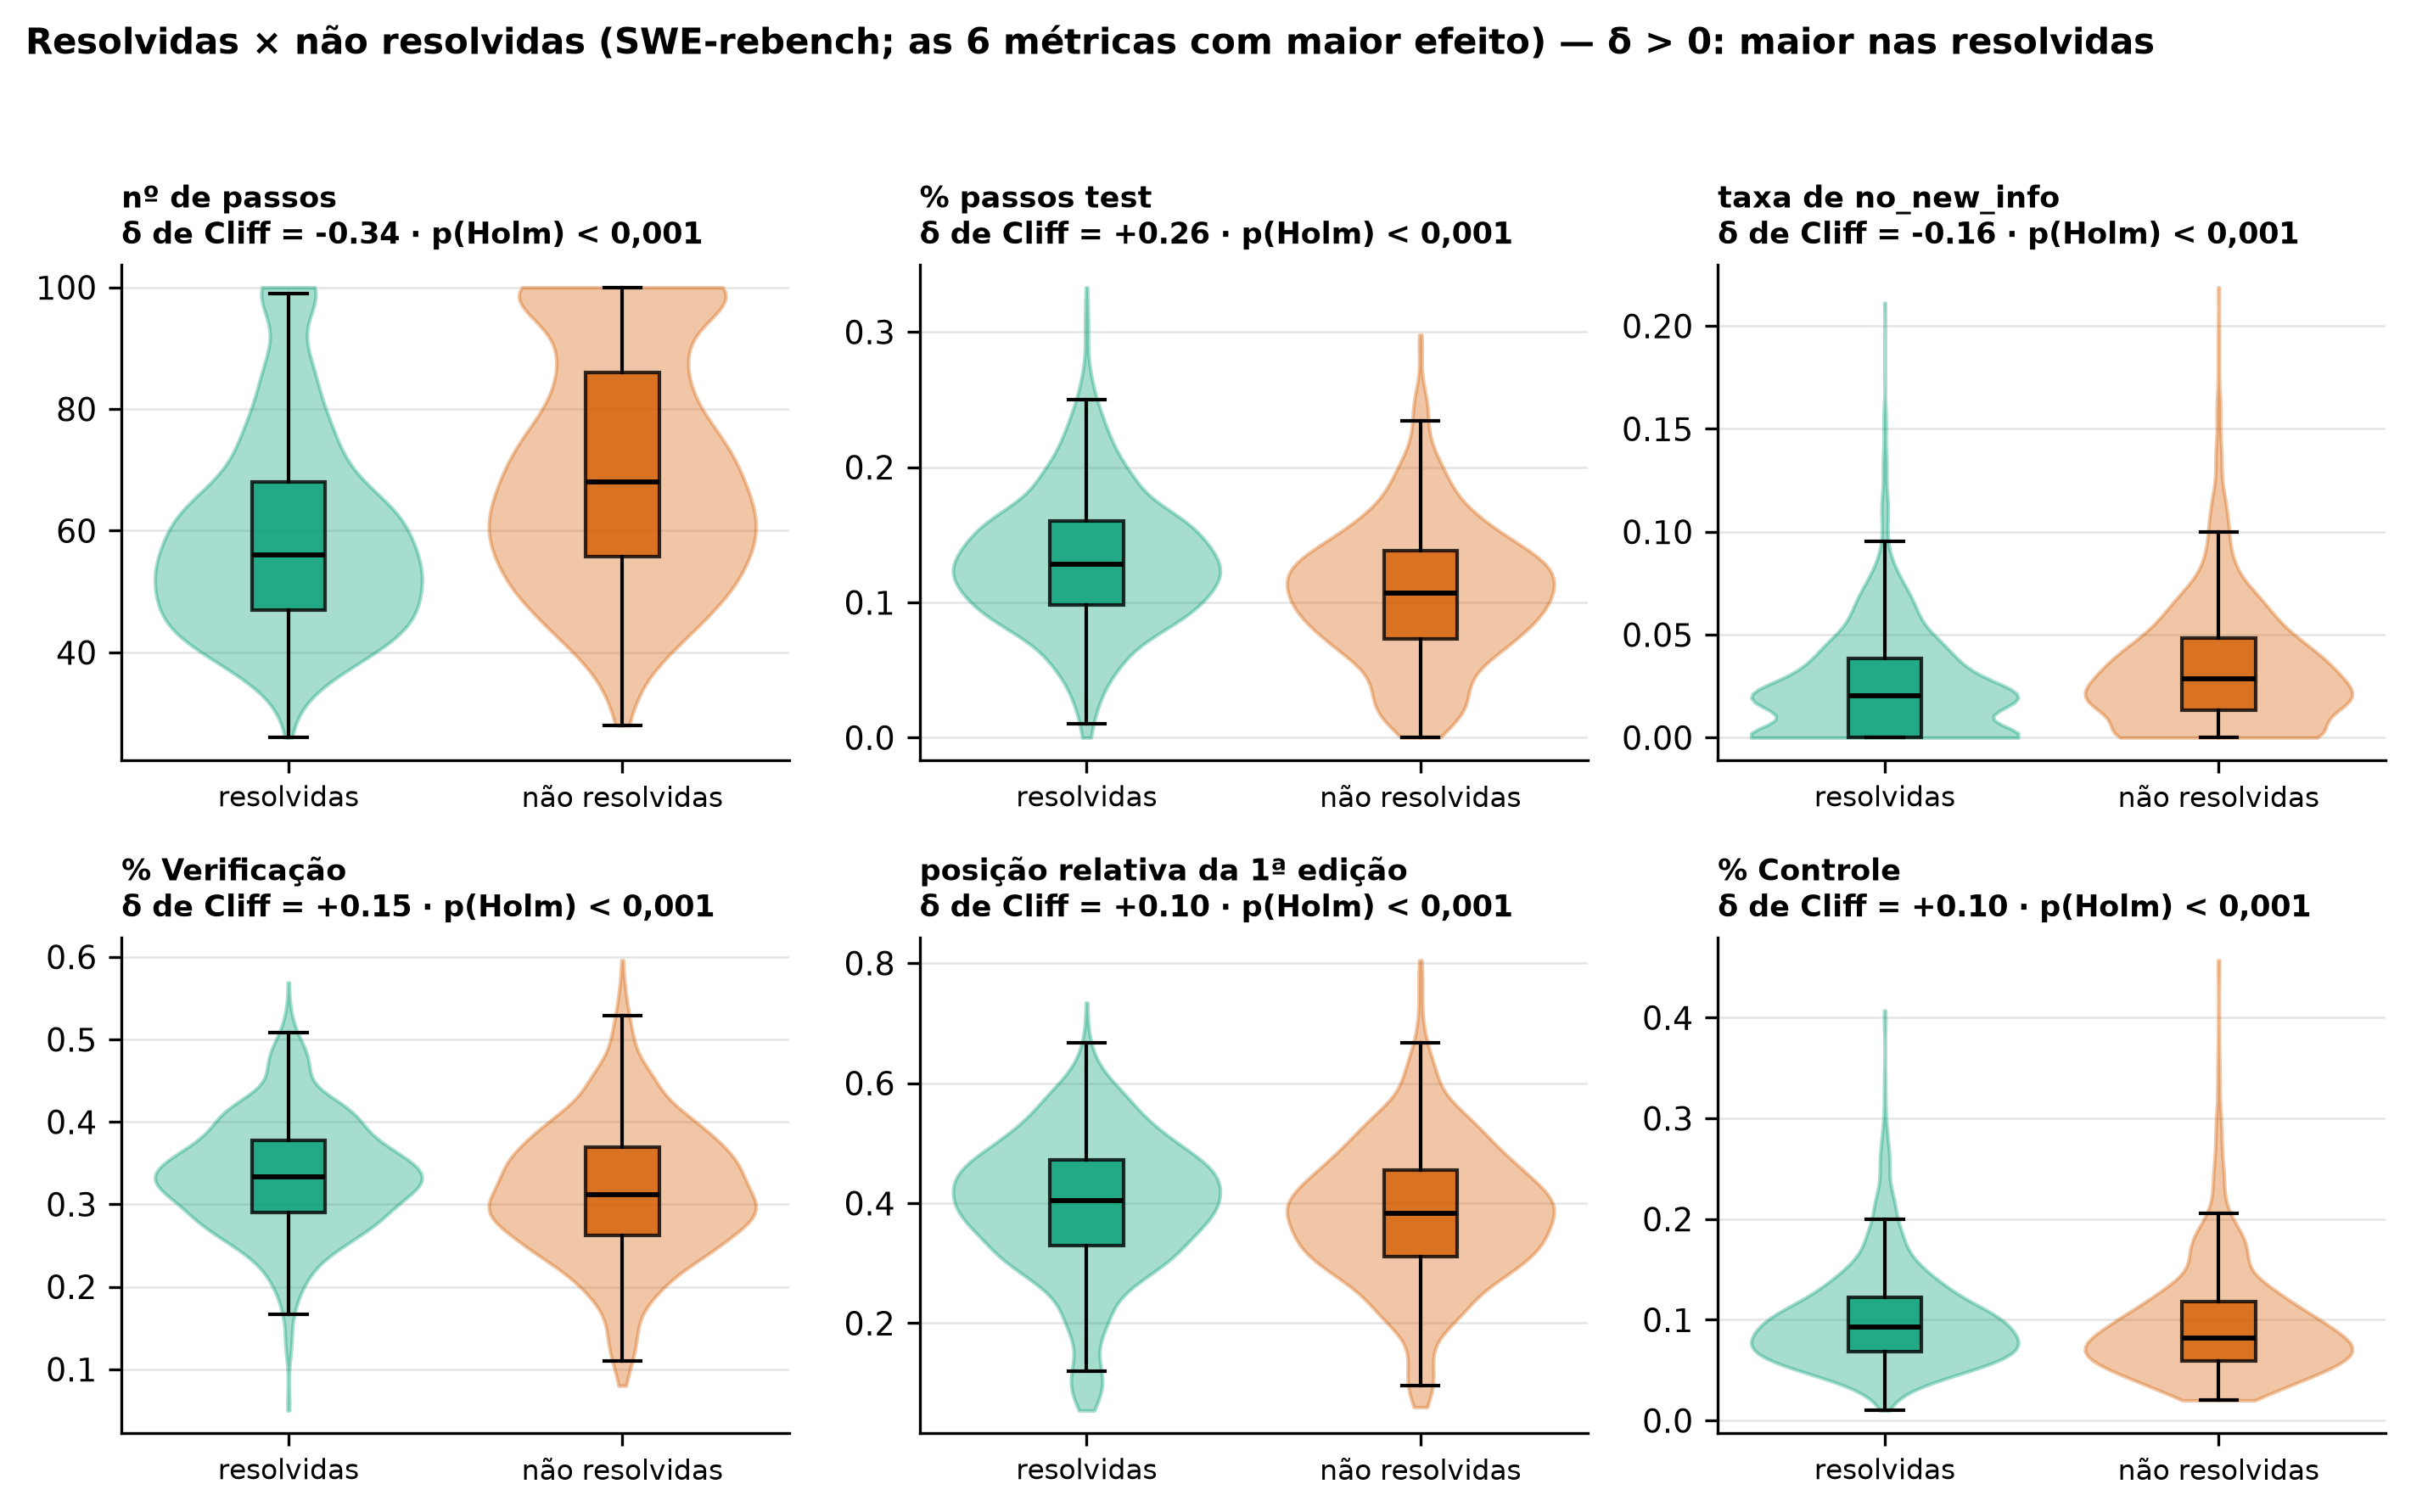 Resolvidas × não resolvidas (SWE-rebench; as 6 métricas com maior efeito) — δ > 0: maior nas resolvidas
nº de passos
δ de Cliff = -0.34 · p(Holm) < 0,001
100
80
60
40
resolvidas
não resolvidas
% passos test
δ de Cliff = +0.26 · p(Holm) < 0,001
0.3
0.2
0.1
0.0
resolvidas
não resolvidas
taxa de no_new_info
δ de Cliff = -0.16 · p(Holm) < 0,001
0.20
0.15
0.10
0.05
0.00
resolvidas
não resolvidas
% Verificação
δ de Cliff = +0.15 · p(Holm) < 0,001
0.6
0.5
0.4
0.3
0.2
0.1
resolvidas
não resolvidas
posição relativa da 1ª edição
δ de Cliff = +0.10 · p(Holm) < 0,001
0.8
0.6
0.4
0.2
resolvidas
não resolvidas
% Controle
δ de Cliff = +0.10 · p(Holm) < 0,001
0.4
0.3
0.2
0.1
0.0
resolvidas
não resolvidas